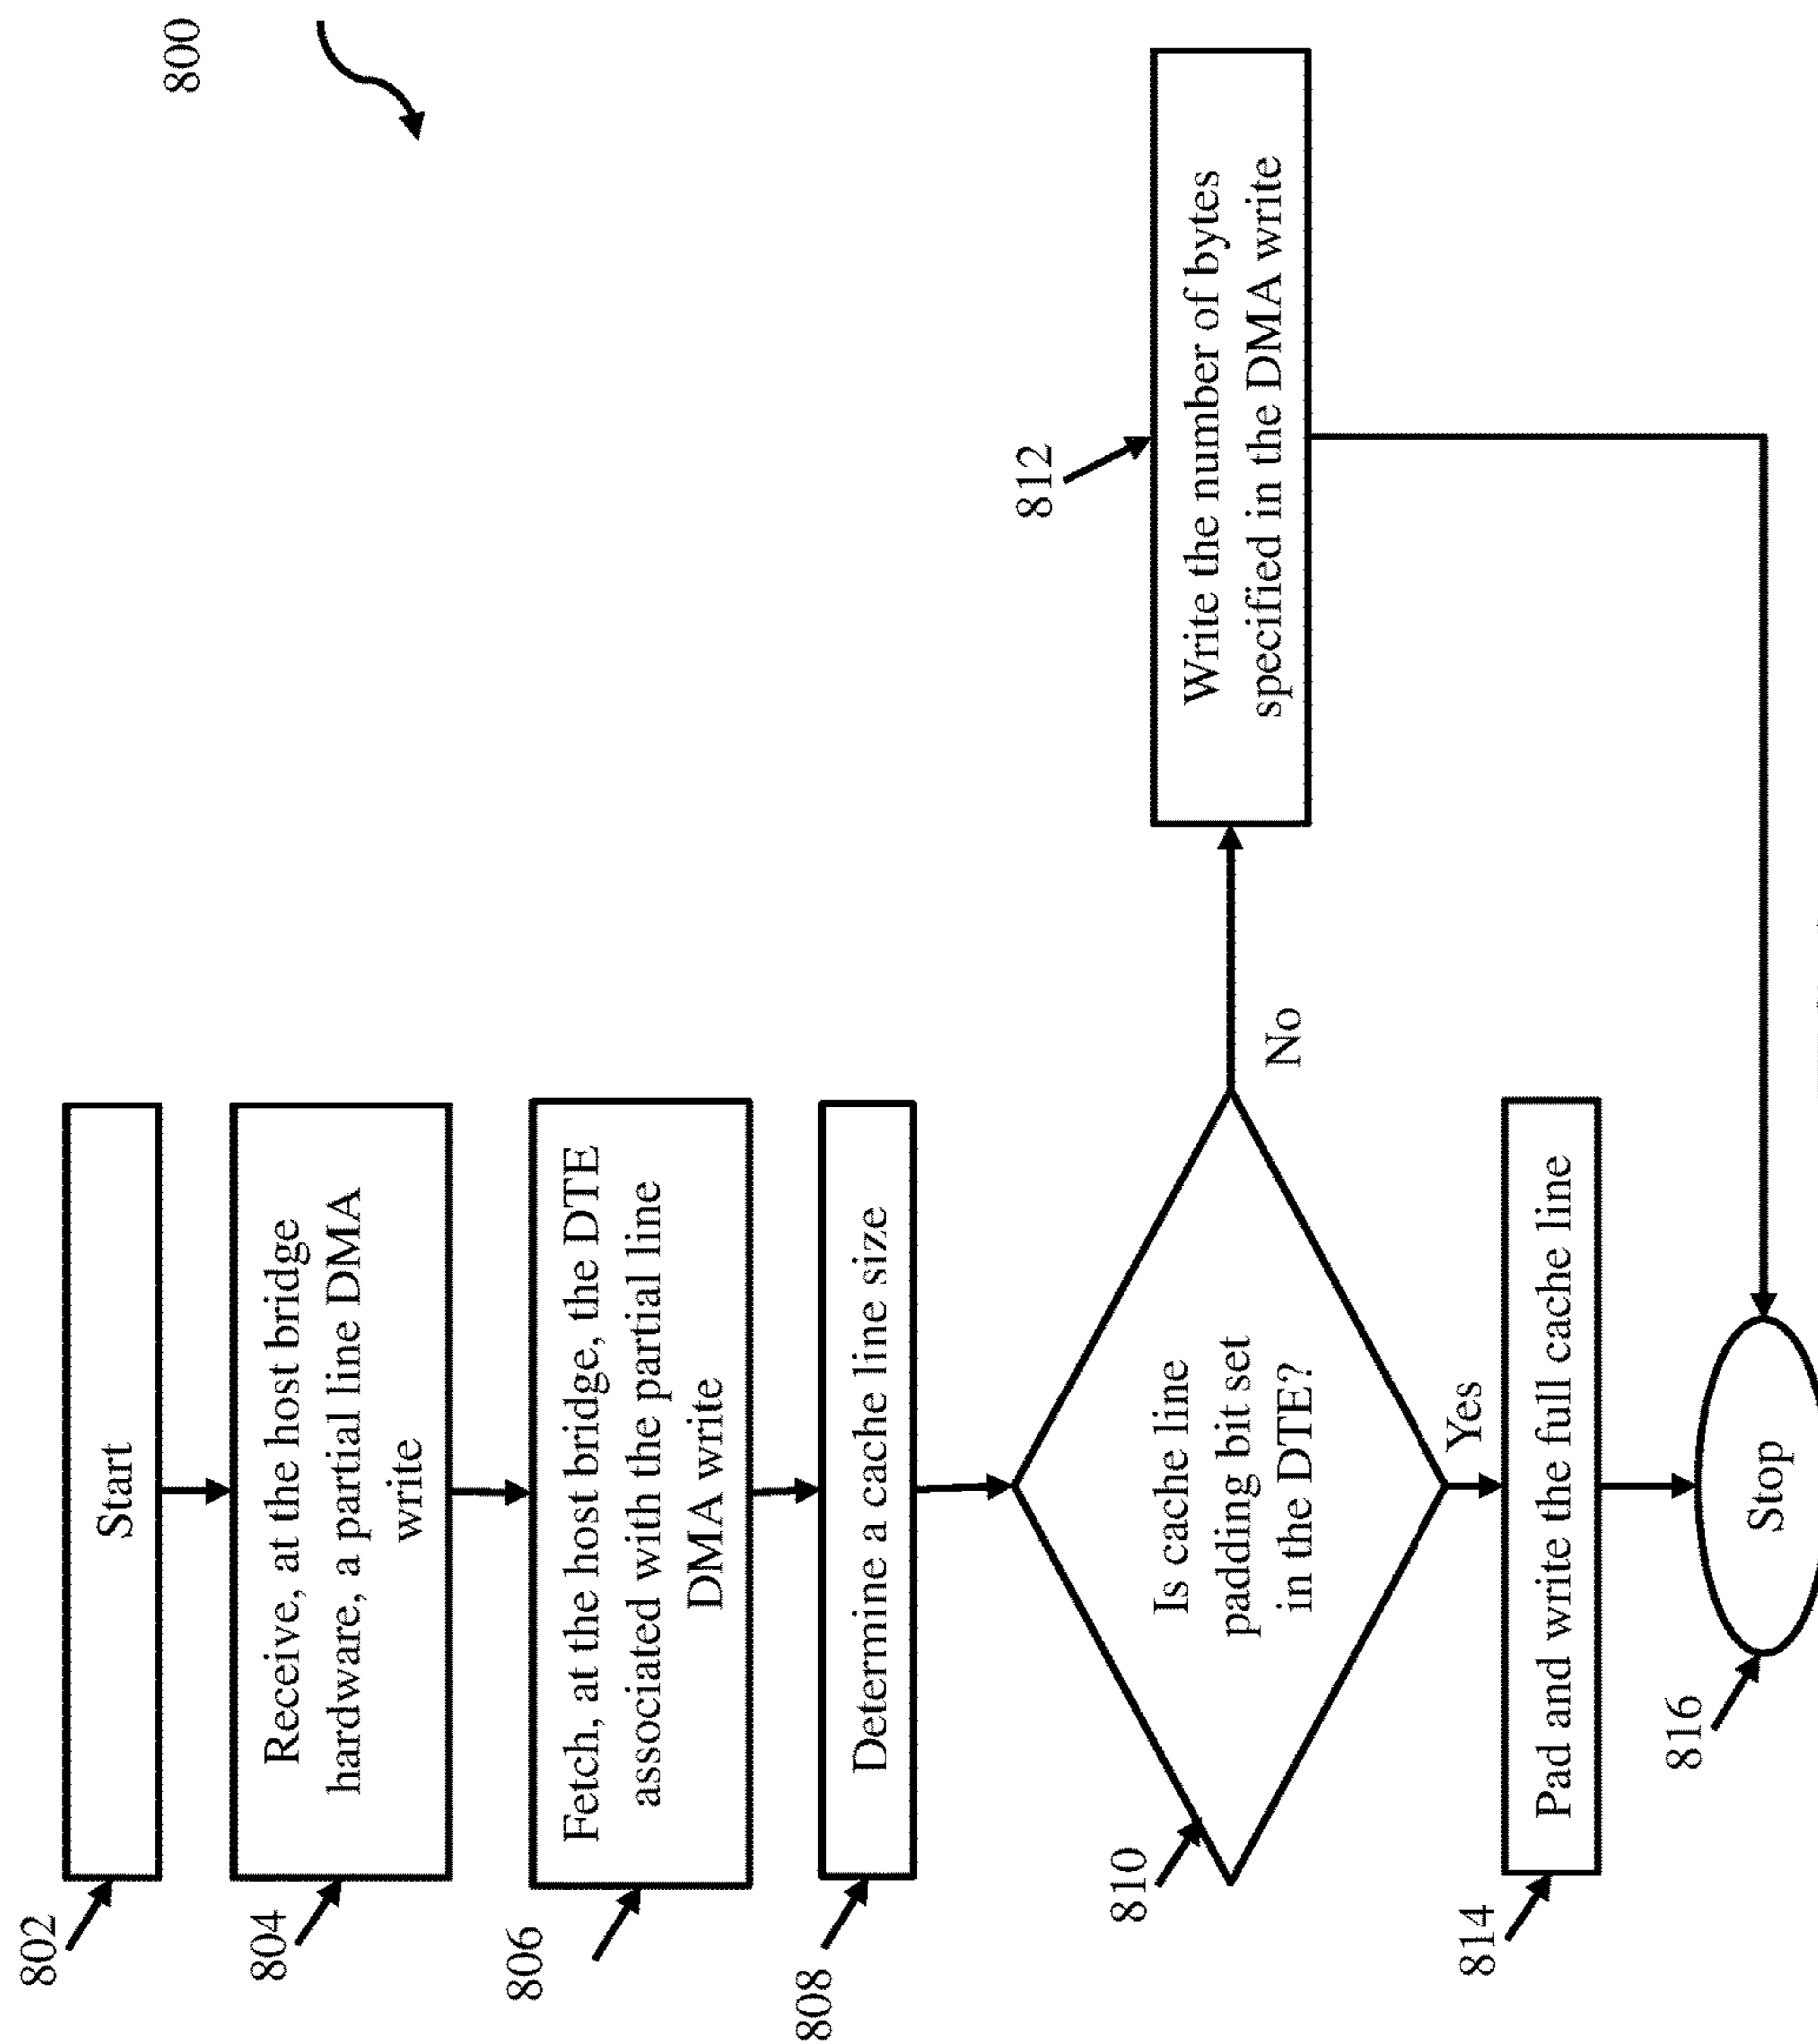 800
802
Start
804
Receive, at the host bridge
hardware, a partial line DMA
write
806
Fetch, at the host bridge, the DTE
associated with the partial line
DMA write
808
Determine a cache line size
810
Is cache line
padding bit set
in the DTE?
No
812
Write the number of bytes
specified in the DMA write
Yes
814
Pad and write the full cache line
816
Stop